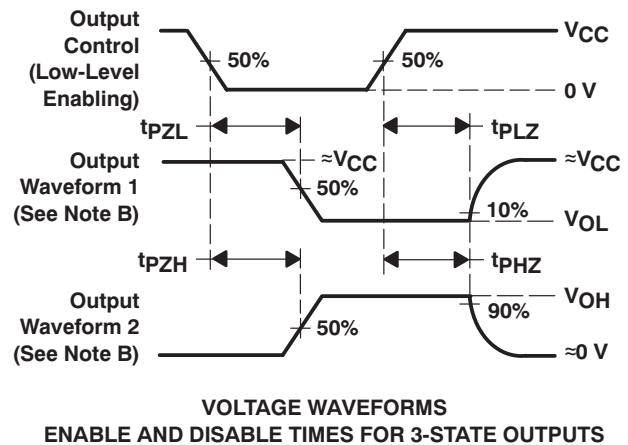 Output
Control
(Low-Level
Enabling)
50%
50%
VCC
0 V
tPZL
tPLZ
Output
Waveform 1
(See Note B)
≈VCC
50%
≈VCC
10%
VOL
tPZH
tPHZ
Output
Waveform 2
(See Note B)
50%
VOH
90%
≈0 V
VOLTAGE WAVEFORMS
ENABLE AND DISABLE TIMES FOR 3-STATE OUTPUTS